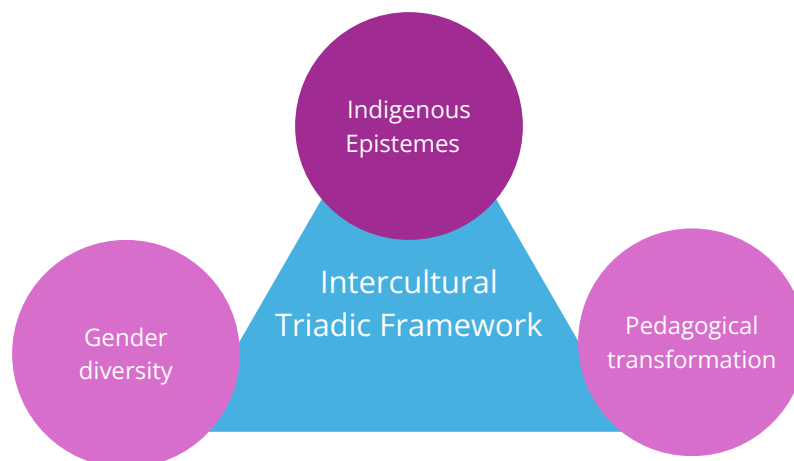 Indigenous
Epistemes
Intercultural
Triadic Framework
Gender
diversity
Pedagogical
transformation